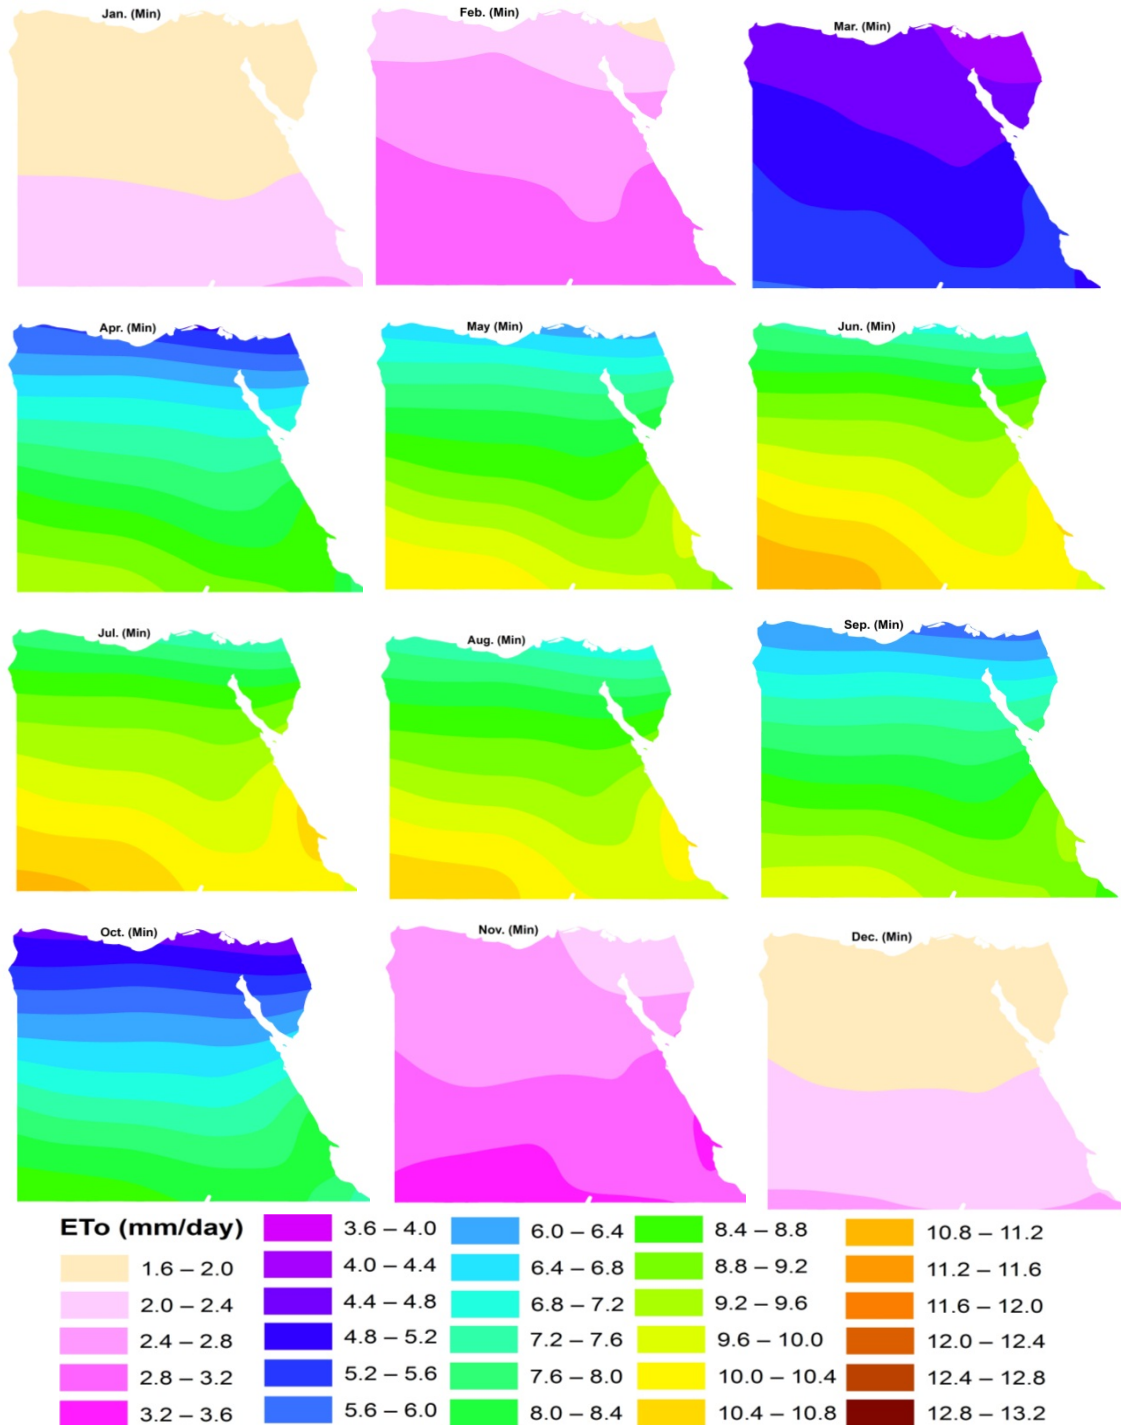 Jan. (Min)
Feb. (Min)
Mar. (Min)
Apr. (Min)
May (Min)
Jun. (Min)
Jul. (Min)
Aug. (Min)
Sep. (Min)
Oct. (Min)
Nov. (Min)
Dec. (Min)
ETo (mm/day)
1.6 – 2.0
2.0 – 2.4
2.4 – 2.8
2.8 – 3.2
3.2 – 3.6
3.6 – 4.0
4.0 – 4.4
4.4 – 4.8
4.8 – 5.2
5.2 – 5.6
5.6 – 6.0
6.0 – 6.4
6.4 – 6.8
6.8 – 7.2
7.2 – 7.6
7.6 – 8.0
8.0 – 8.4
8.4 – 8.8
8.8 – 9.2
9.2 – 9.6
9.6 – 10.0
10.0 – 10.4
10.4 – 10.8
10.8 – 11.2
11.2 – 11.6
11.6 – 12.0
12.0 – 12.4
12.4 – 12.8
12.8 – 13.2